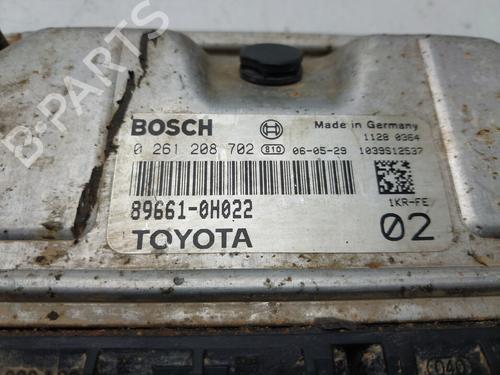 BOSCH
Made in Germany
1128 0364
0 261 208 702 810 06-05-29 1039S12537
89661-0H022
1KR-FE
TOYOTA
02